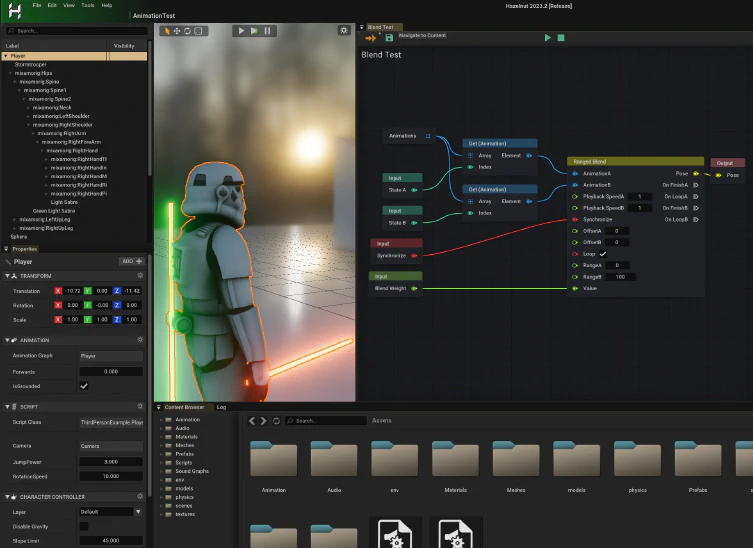 File Edit View Tools Help
Hazelnut 2023.2 [Release]
AnimationTest
Search...
Label Visibility
Player
Stormtrooper
mixamorig:Hips
mixamorig:Spine
mixamorig:Spine1
mixamorig:Spine2
mixamorig:Neck
mixamorig:LeftShoulder
mixamorig:RightShoulder
mixamorig:RightArm
mixamorig:RightForeArm
mixamorig:RightHand
mixamorig:RightHandTl
mixamorig:RightHandIn
mixamorig:RightHandM
mixamorig:RightHandRi
mixamorig:RightHandPi
Light Sabre
Green Light Sabre
mixamorig:LeftUpLeg
mixamorig:RightUpLeg
Sphere
Properties
Player
ADD
TRANSFORM
Translation X -10.72 Y 0.00 Z -11.42
Rotation X 0.00 Y -0.00 Z 0.00
Scale X 1.00 Y 1.00 Z 1.00
ANIMATION
Animation Graph Player
Forwards 0.000
IsGrounded
SCRIPT
Script Class ThirdPersonExample.Playe
Camera Camera
JumpPower 3.000
RotationSpeed 10.000
CHARACTER CONTROLLER
Layer Default
Disable Gravity
Slope Limit 45.000
Blend Test
Navigate to Content
Blend Test
Animations
Get (Animation)
Array Element
Index
Input
State A
Get (Animation)
Array Element
Index
Input
State B
Input
Synchronize
Input
Blend Weight
Ranged Blend
AnimationA Pose
AnimationB On FinishA
Playback SpeedA 1 On LoopA
Playback SpeedB 1 On FinishB
Synchronize On LoopB
OffsetA 0
OffsetB 0
Loop
RangeA 0
RangeB 100
Value
Output
Pose
Content Browser Log
Animation
Audio
Materials
Meshes
Prefabs
Scripts
Sound Graphs
env
models
physics
scenes
textures
Search...
Assets
Animation Audio env Materials Meshes models physics Prefabs